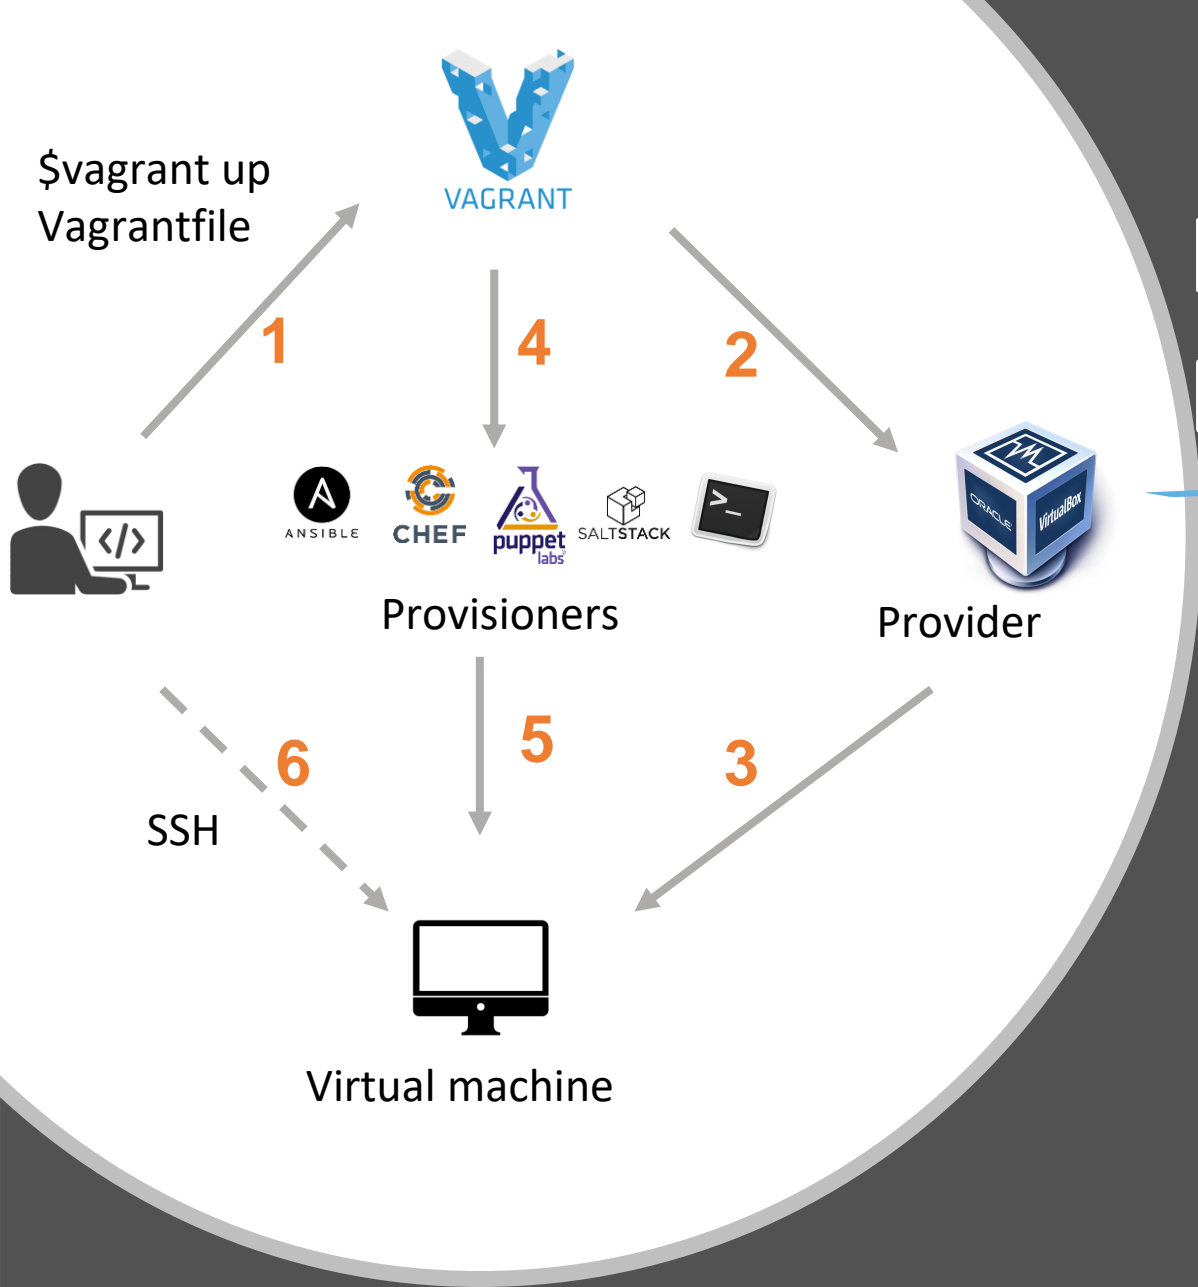 VAGRANT
$vagrant up
Vagrantfile
1
4
2
</>
ANSIBLE
CHEF
puppet
labs
SALTSTACK
>_
ORACLE
VirtualBox
Provisioners
Provider
6
5
3
SSH
Virtual machine